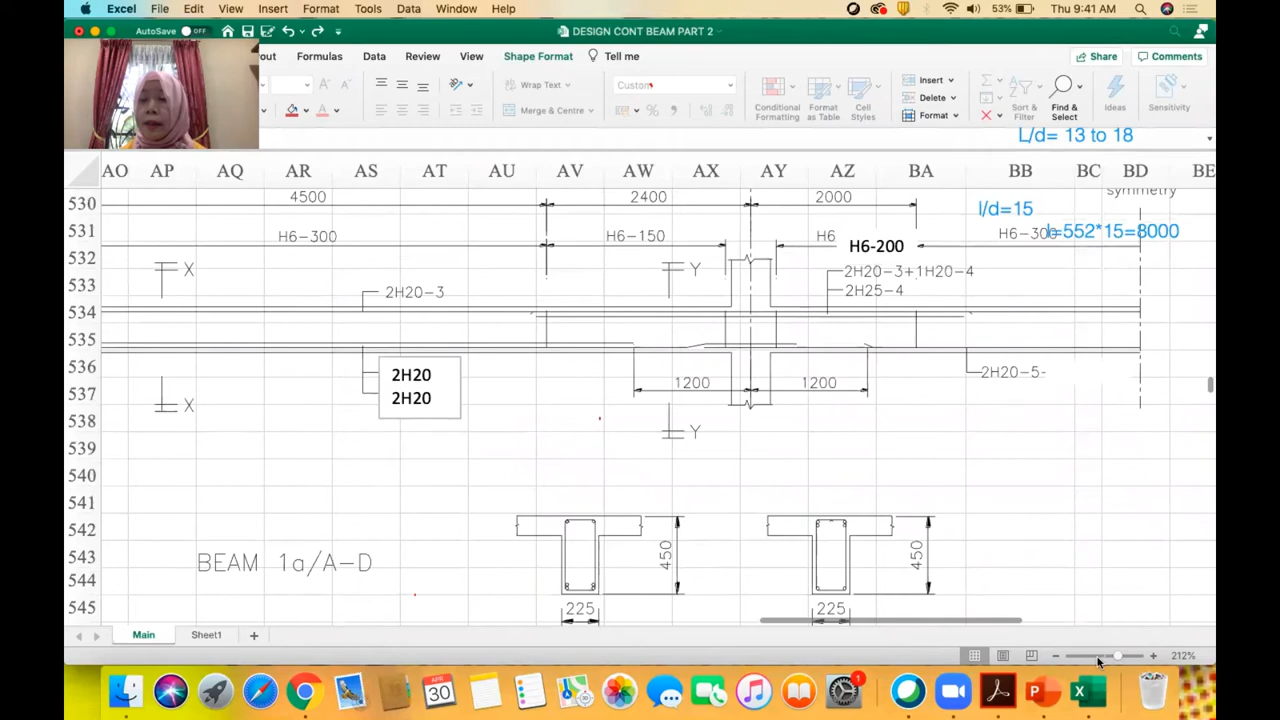 Excel File Edit View Insert Format Tools Data Window Help 53% Thu 9:41 AM
AutoSave OFF DESIGN CONT BEAM PART 2
out Formulas Data Review View Shape Format Tell me Share Comments
Wrap Text Custom Insert
Merge & Centre Conditional Formatting Format as Table Cell Styles Delete Format Sort & Filter Find & Select Ideas Sensitivity
L/d= 13 to 18
AO AP AQ AR AS AT AU AV AW AX AY AZ BA BB BC BD BE
symmetry
530 4500 2400 2000 l/d=15
531 H6-300 H6-150 H6 H6-200 H6-300 l=552*15=8000
532 X Y 2H20-3+1H20-4
533 2H20-3 2H25-4
534
535
536 2H20 1200 1200 2H20-5-
537 2H20
538 X Y
539
540
541
542
543 BEAM 1a/A-D 450 450
544
545 225 225
Main Sheet1 +
212%
APR 30
1